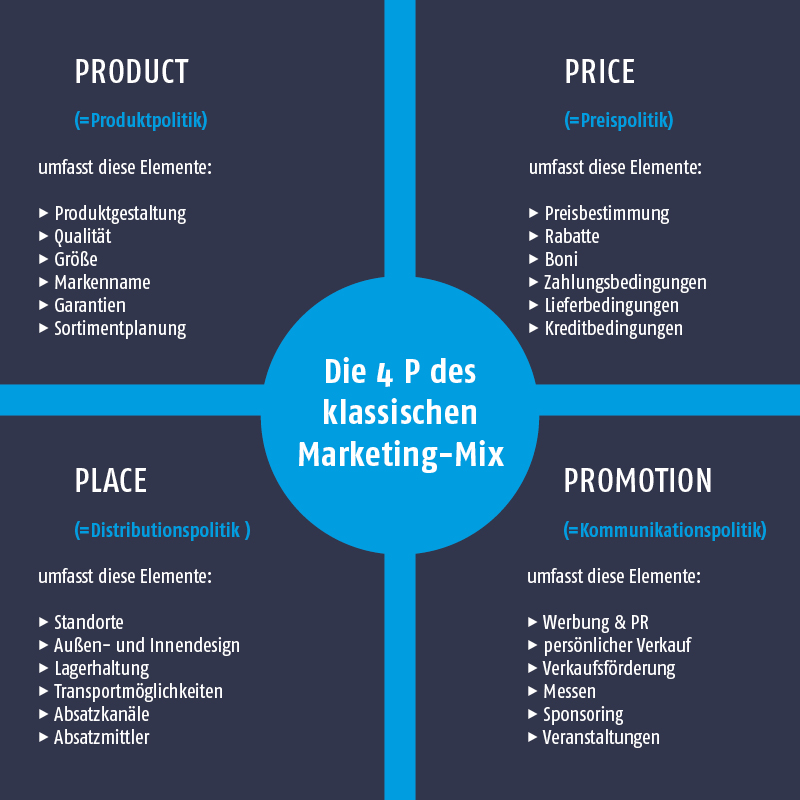 PRODUCT
(=Produktpolitik)
umfasst diese Elemente:
▶ Produktgestaltung
▶ Qualität
▶ Größe
▶ Markenname
▶ Garantien
▶ Sortimentplanung
PRICE
(=Preispolitik)
umfasst diese Elemente:
▶ Preisbestimmung
▶ Rabatte
▶ Boni
▶ Zahlungsbedingungen
▶ Lieferbedingungen
▶ Kreditbedingungen
Die 4 P des
klassischen
Marketing-Mix
PLACE
(=Distributionspolitik )
umfasst diese Elemente:
▶ Standorte
▶ Außen- und Innendesign
▶ Lagerhaltung
▶ Transportmöglichkeiten
▶ Absatzkanäle
▶ Absatzmittler
PROMOTION
(=Kommunikationspolitik)
umfasst diese Elemente:
▶ Werbung & PR
▶ persönlicher Verkauf
▶ Verkaufsförderung
▶ Messen
▶ Sponsoring
▶ Veranstaltungen